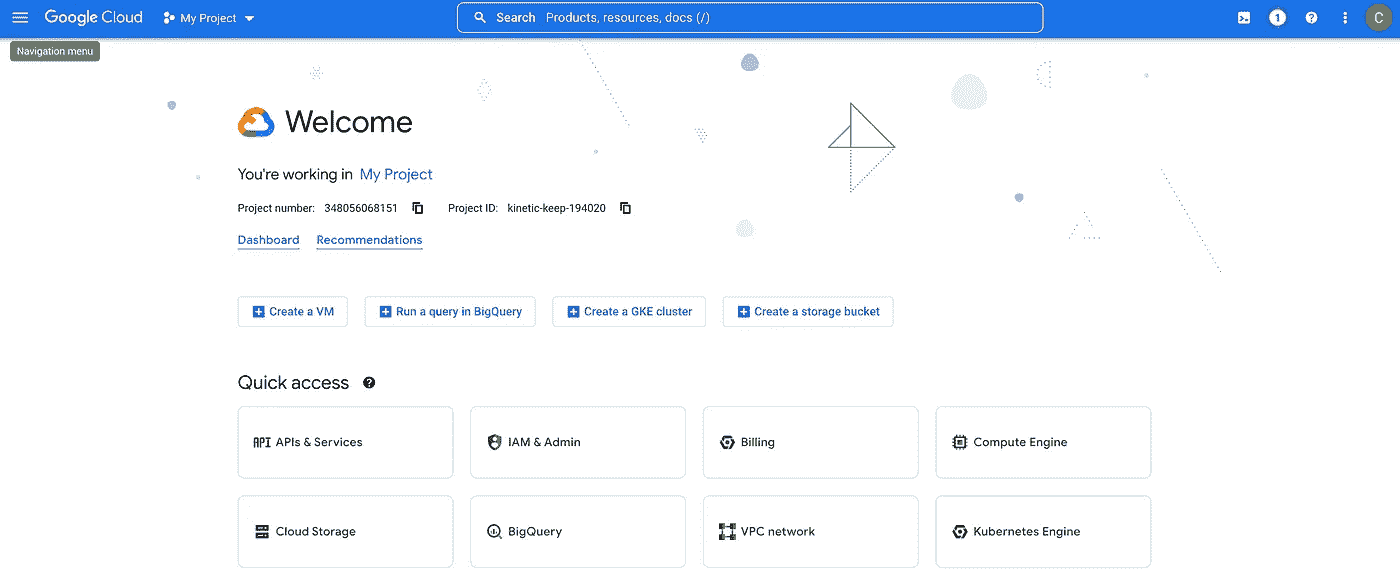 Google Cloud My Project Search Products, resources, docs (/) 1 C
Navigation menu
Welcome
You're working in My Project
Project number: 348056068151 Project ID: kinetic-keep-194020
Dashboard Recommendations
Create a VM Run a query in BigQuery Create a GKE cluster Create a storage bucket
Quick access
API APIs & Services IAM & Admin Billing Compute Engine
Cloud Storage BigQuery VPC network Kubernetes Engine